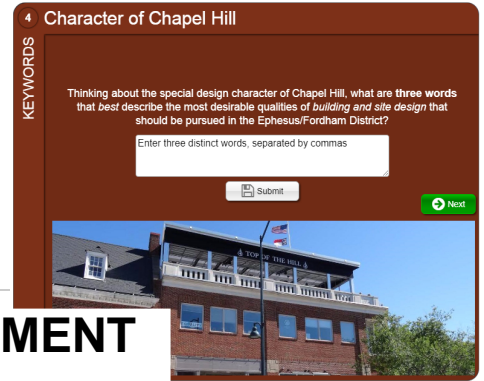 4 Character of Chapel Hill
KEYWORDS
Thinking about the special design character of Chapel Hill, what are three words
that best describe the most desirable qualities of building and site design that
should be pursued in the Ephesus/Fordham District?
Enter three distinct words, separated by commas
Submit
Next
TOP OF THE HILL
MENT